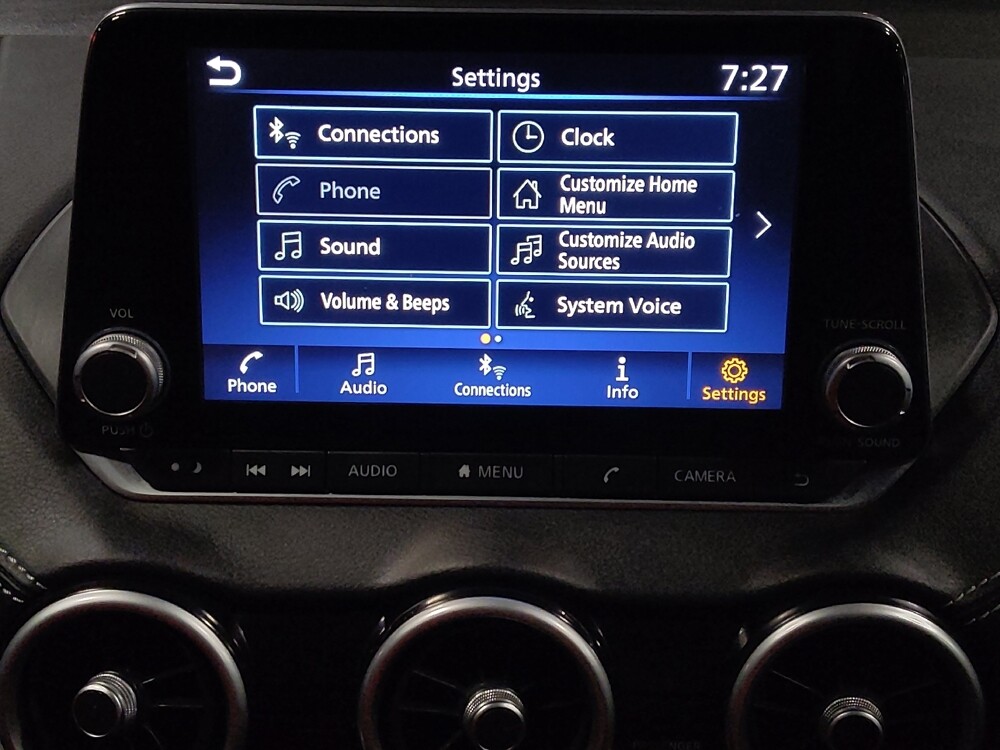 Settings
7:27
Connections
Clock
Phone
Customize Home
Menu
Sound
Customize Audio
Sources
Volume & Beeps
System Voice
VOL
TUNE·SCROLL
Phone
Audio
Connections
Info
Settings
PUSH
SOUND
AUDIO
MENU
CAMERA